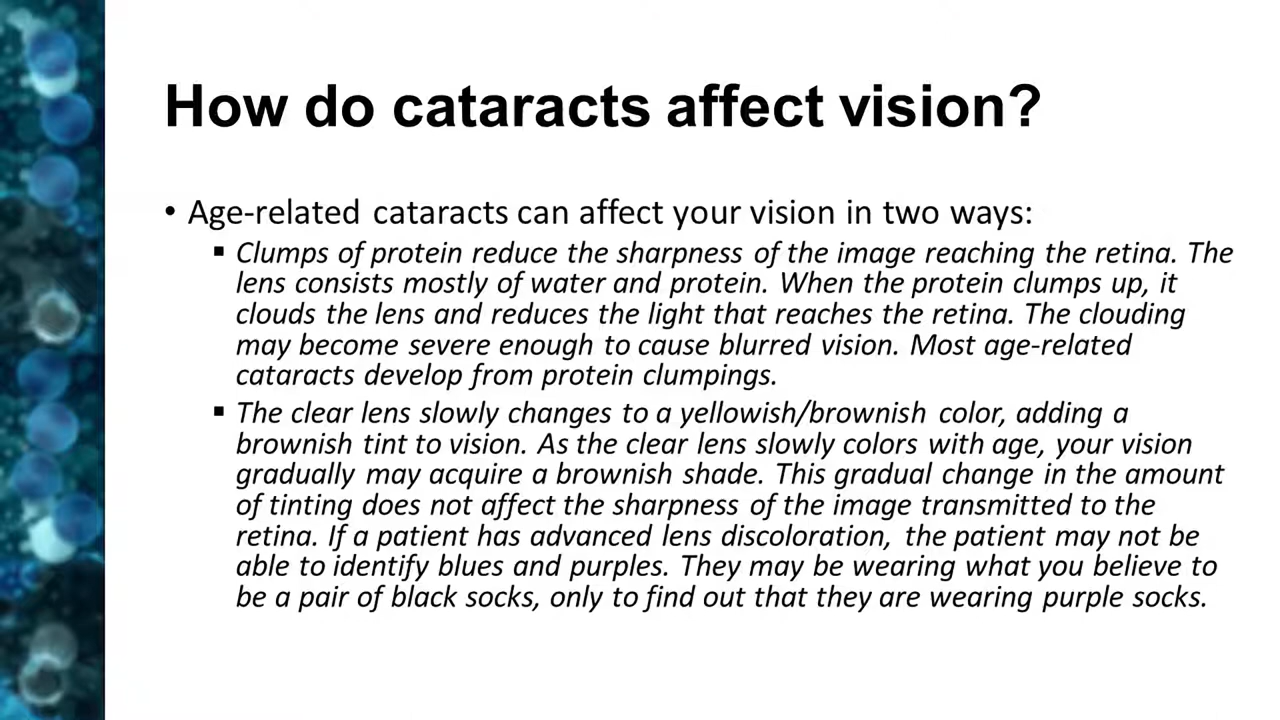 How do cataracts affect vision?
• Age-related cataracts can affect your vision in two ways:
▪ Clumps of protein reduce the sharpness of the image reaching the retina. The
lens consists mostly of water and protein. When the protein clumps up, it
clouds the lens and reduces the light that reaches the retina. The clouding
may become severe enough to cause blurred vision. Most age-related
cataracts develop from protein clumpings.
▪ The clear lens slowly changes to a yellowish/brownish color, adding a
brownish tint to vision. As the clear lens slowly colors with age, your vision
gradually may acquire a brownish shade. This gradual change in the amount
of tinting does not affect the sharpness of the image transmitted to the
retina. If a patient has advanced lens discoloration, the patient may not be
able to identify blues and purples. They may be wearing what you believe to
be a pair of black socks, only to find out that they are wearing purple socks.